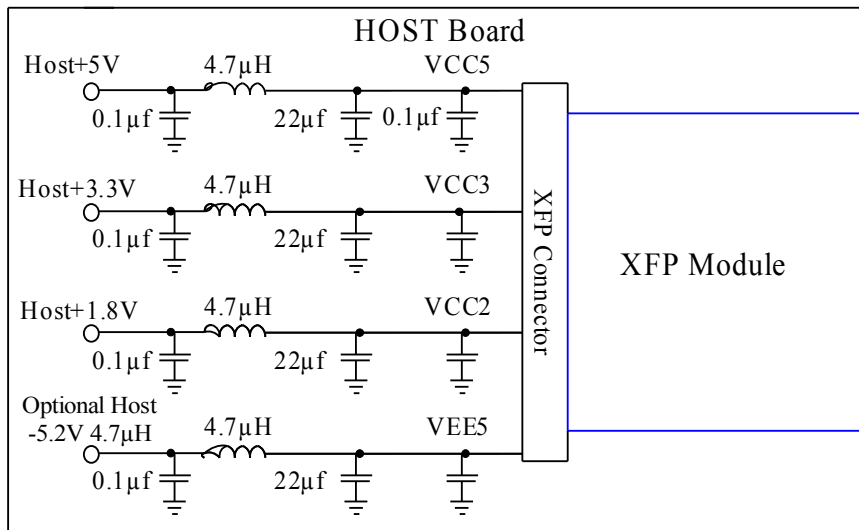 HOST Board
Host+5V
4.7µH
VCC5
0.1µf
22µf
0.1µf
Host+3.3V
4.7µH
VCC3
0.1µf
22µf
Host+1.8V
4.7µH
VCC2
0.1µf
22µf
Optional Host
-5.2V 4.7µH
4.7µH
VEE5
0.1µf
22µf
XFP Connector
XFP Module